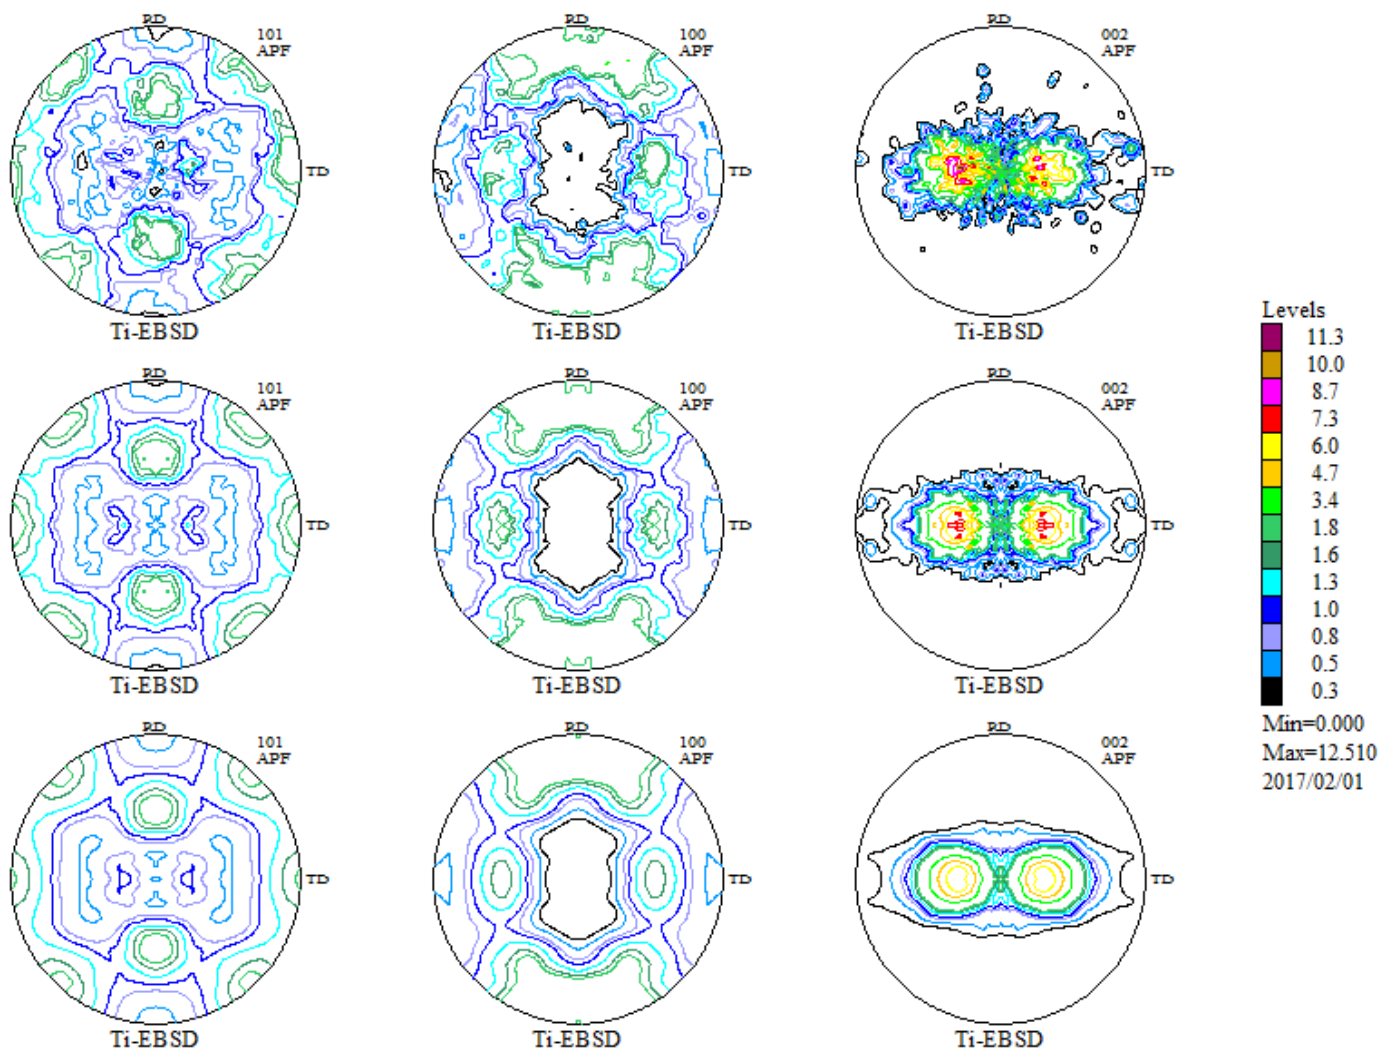 RD
101
APF
TD
Ti-EBSD
RD
100
APF
TD
Ti-EBSD
RD
002
APF
TD
Ti-EBSD
RD
101
APF
TD
Ti-EBSD
RD
100
APF
TD
Ti-EBSD
RD
002
APF
TD
Ti-EBSD
RD
101
APF
TD
Ti-EBSD
RD
100
APF
TD
Ti-EBSD
RD
002
APF
TD
Ti-EBSD
Levels
11.3
10.0
8.7
7.3
6.0
4.7
3.4
1.8
1.6
1.3
1.0
0.8
0.5
0.3
Min=0.000
Max=12.510
2017/02/01